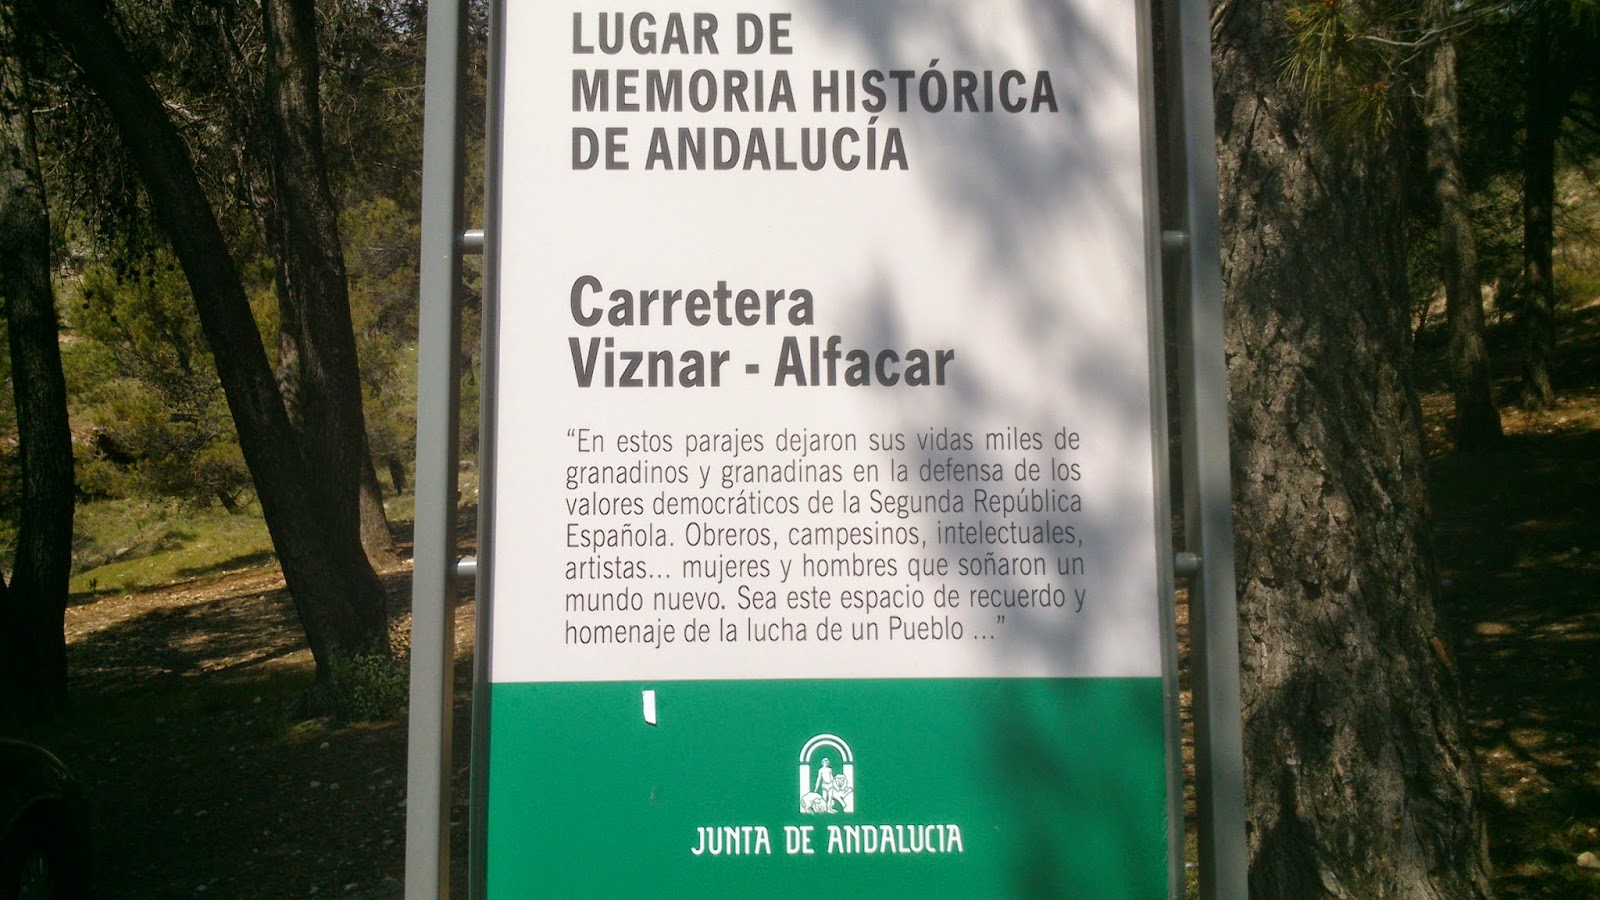 LUGAR DE
MEMORIA HISTÓRICA
DE ANDALUCÍA
Carretera
Viznar - Alfacar
“En estos parajes dejaron sus vidas miles de
granadinos y granadinas en la defensa de los
valores democráticos de la Segunda República
Española. Obreros, campesinos, intelectuales,
artistas... mujeres y hombres que soñaron un
mundo nuevo. Sea este espacio de recuerdo y
homenaje de la lucha de un Pueblo ...”
JUNTA DE ANDALUCIA